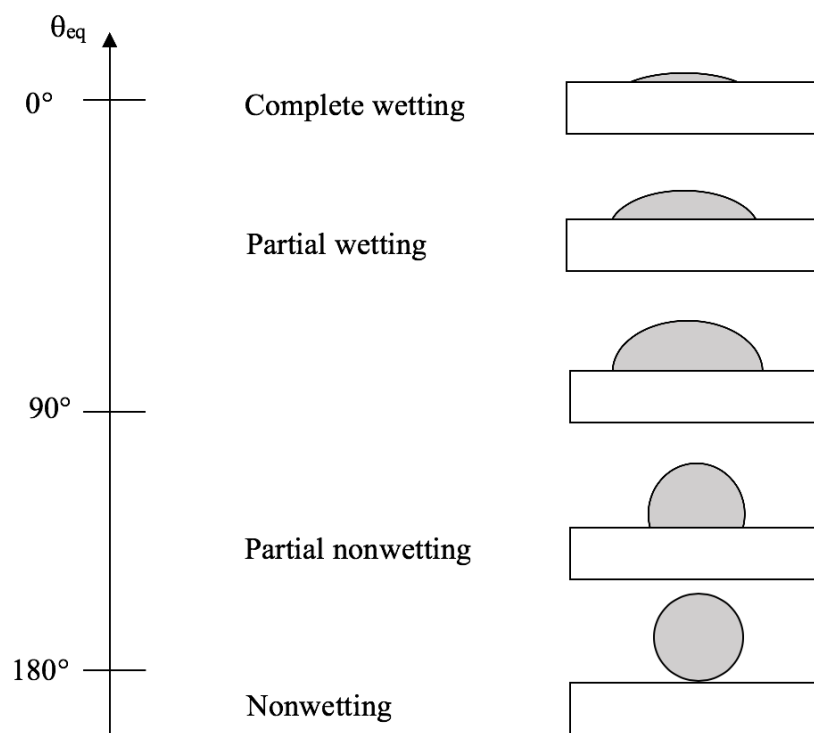 θeq
0°
Complete wetting
Partial wetting
90°
Partial nonwetting
180°
Nonwetting